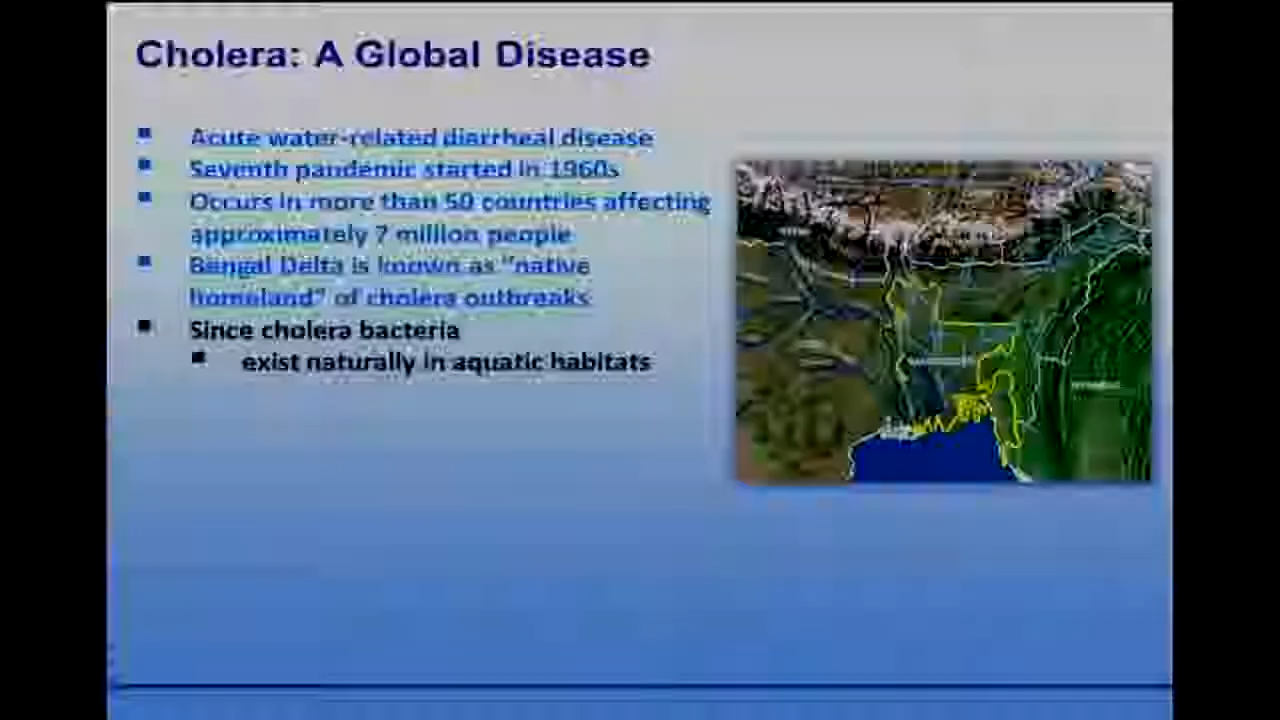 Cholera: A Global Disease
Acute water-related diarrheal disease
Seventh pandemic started in 1960s
Occurs in more than 50 countries affecting
approximately 7 million people
Bengal Delta is known as "native
homeland" of cholera outbreaks
Since cholera bacteria
exist naturally in aquatic habitats